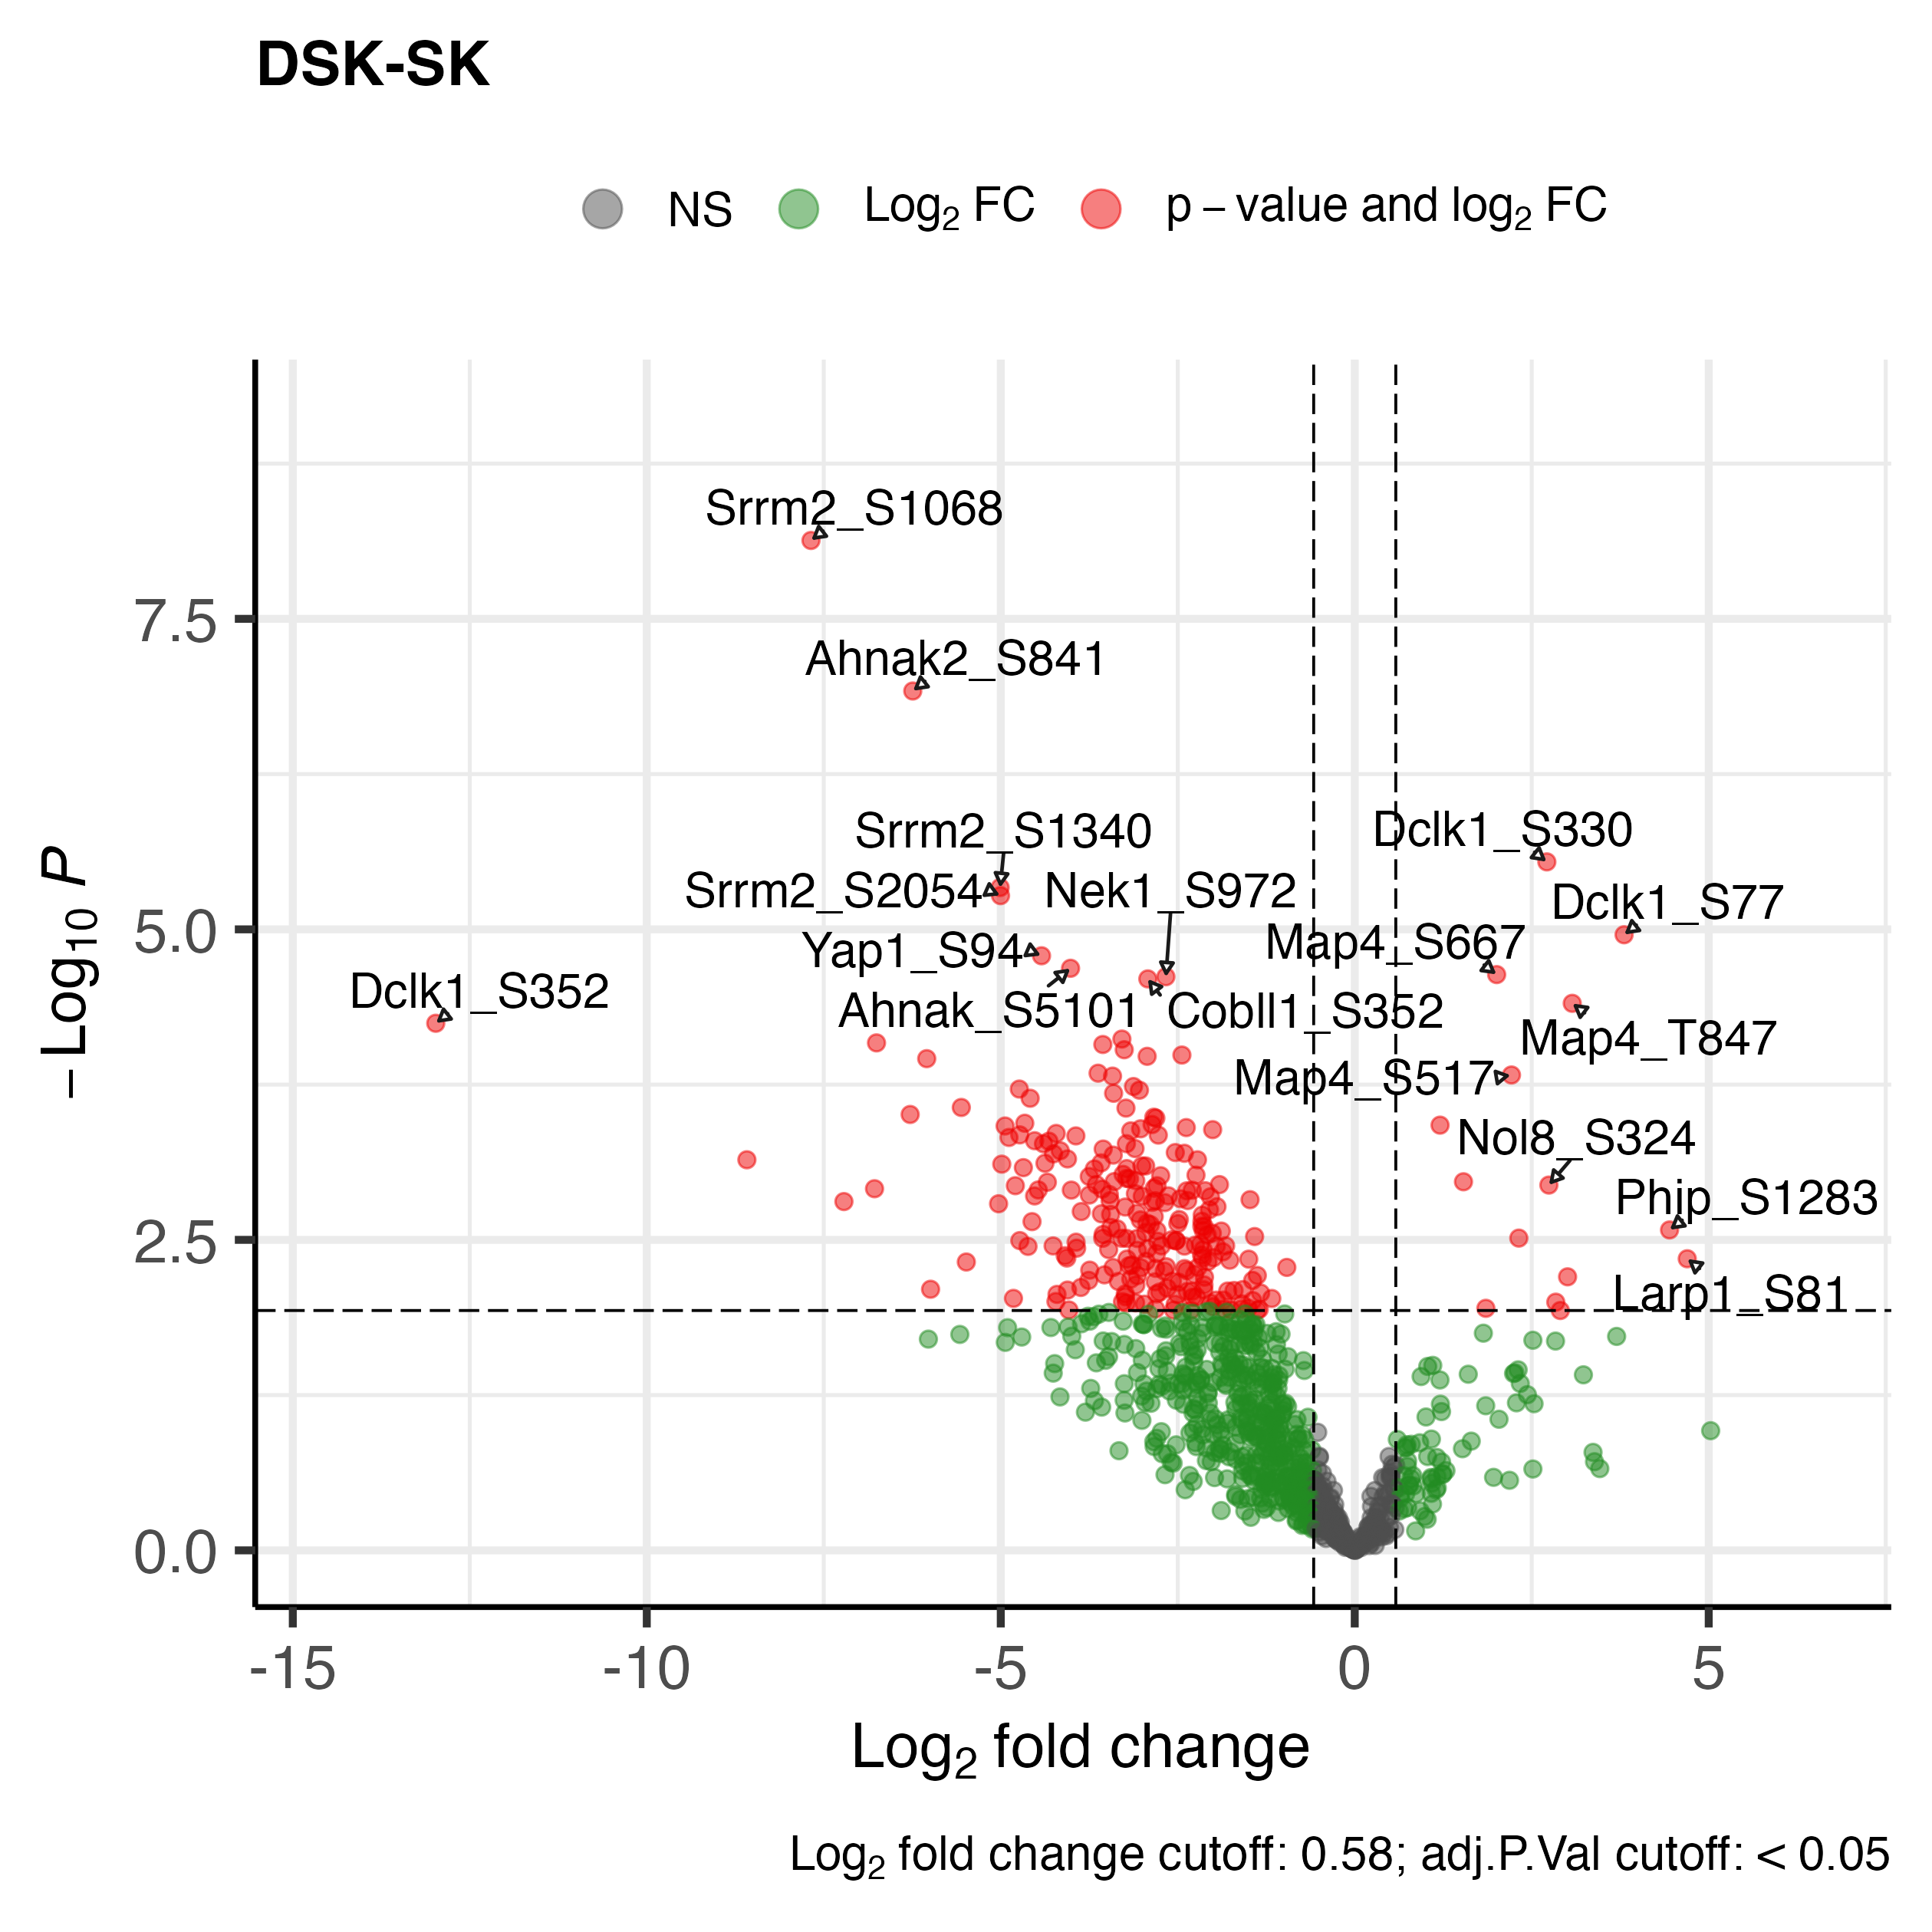 DSK-SK
NS
Log₂ FC
p – value and log₂ FC
Srrm2_S1068
7.5
Ahnak2_S841
Srrm2_S1340
Dclk1_S330
Srrm2_S2054
Nek1_S972
Dclk1_S77
5.0
Yap1_S94
Map4_S667
Dclk1_S352
Ahnak_S5101
Cobll1_S352
Map4_T847
Map4_S517
Nol8_S324
Phip_S1283
2.5
Larp1_S81
0.0
– Log₁₀ P
-15
-10
-5
0
5
Log₂ fold change
Log₂ fold change cutoff: 0.58; adj.P.Val cutoff: < 0.05